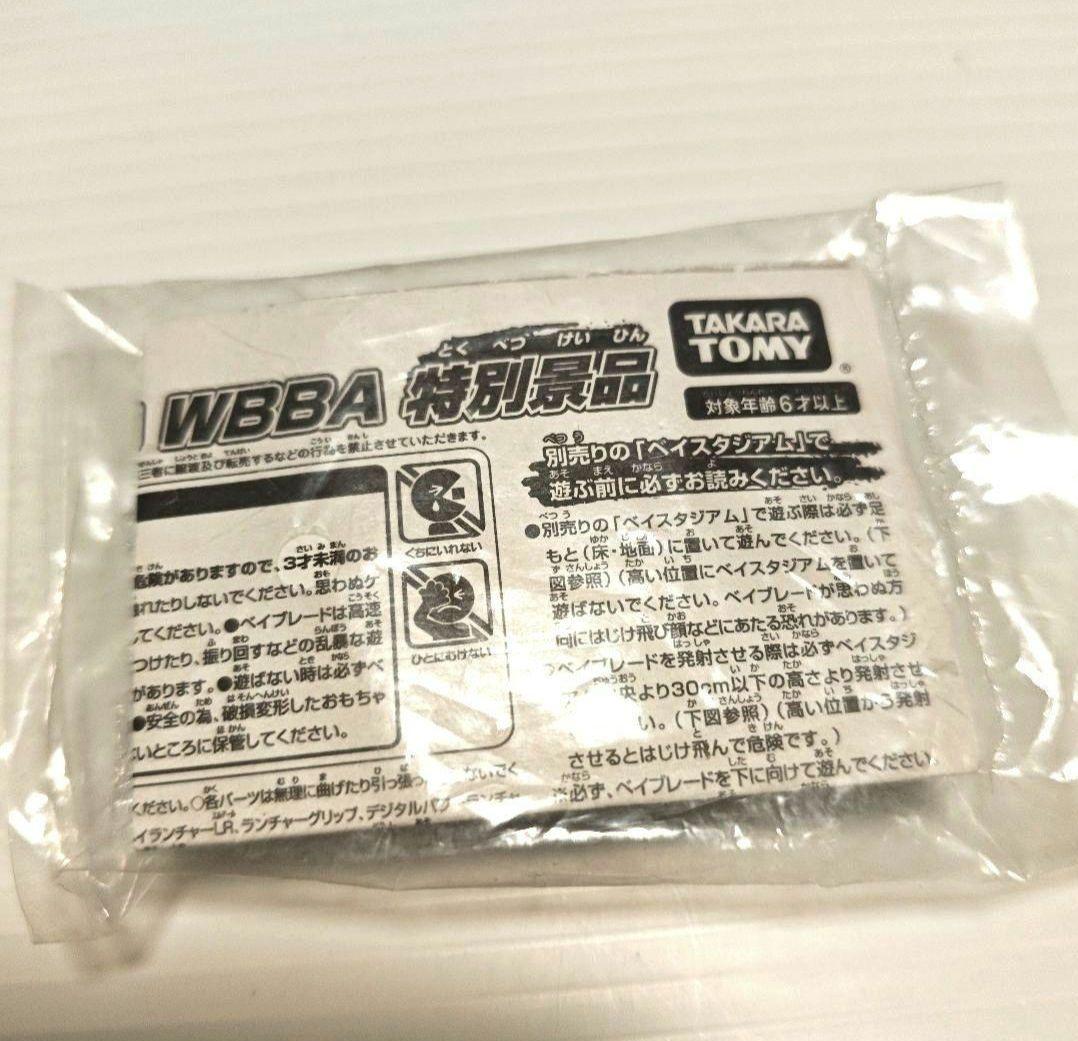 とくべつけいひん
WBBA 特別景品
TAKARA
TOMY
®
対象年齢6才以上
三者に譲渡及び転売するなどの行為を禁止させていただきます。
危険がありますので、3才未満のお
れたりしないでください。思わぬケ
てください。●ベイブレードは高速
つけたり、振り回すなどの乱暴な遊
があります。●遊ばない時は必ずベ
●安全の為、破損変形したおもちゃ
ないところに保管してください。
くちにいれない
ひとにむけない
ください。○各パーツは無理に曲げたり引っ張っ ないでく
イランチャーLR、ランチャーグリップ、デジタルパワ ランチャ
別売りの「ベイスタジアム」で
遊ぶ前に必ずお読みください。
●別売りの「ベイスタジアム」で遊ぶ際は必ず足
もと(床・地面)に置いて遊んでください。(下
図参照)(高い位置にベイスタジアムを置いて
遊ばないでください。ベイブレードが思わぬ方
向にはじけ飛び顔などにあたる恐れがあります。)
ベイブレードを発射させる際は必ずベイスタジ
央より30cm以下の高さより発射させ
い。(下図参照)(高い位置から発射
させるとはじけ飛んで危険です。)
※必ず、ベイブレードを下に向けて遊んでください。